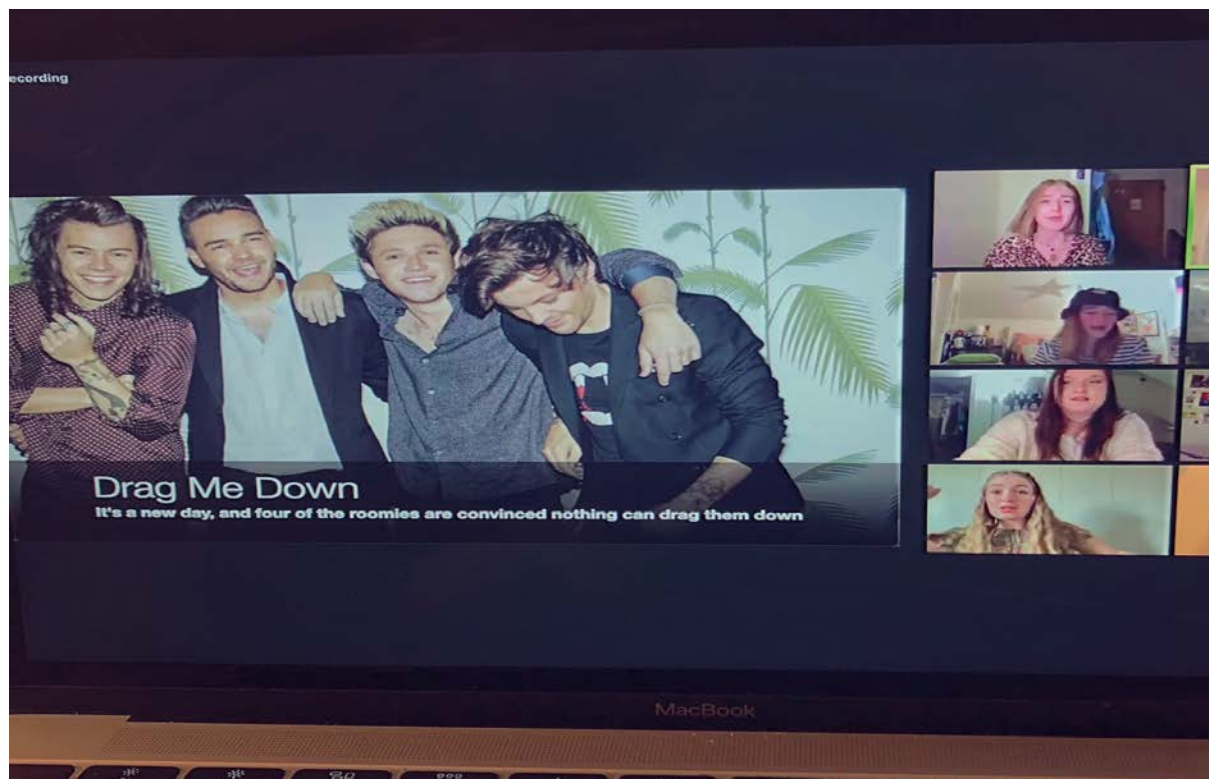 ecording
Drag Me Down
It's a new day, and four of the roomies are convinced nothing can drag them down
MacBook